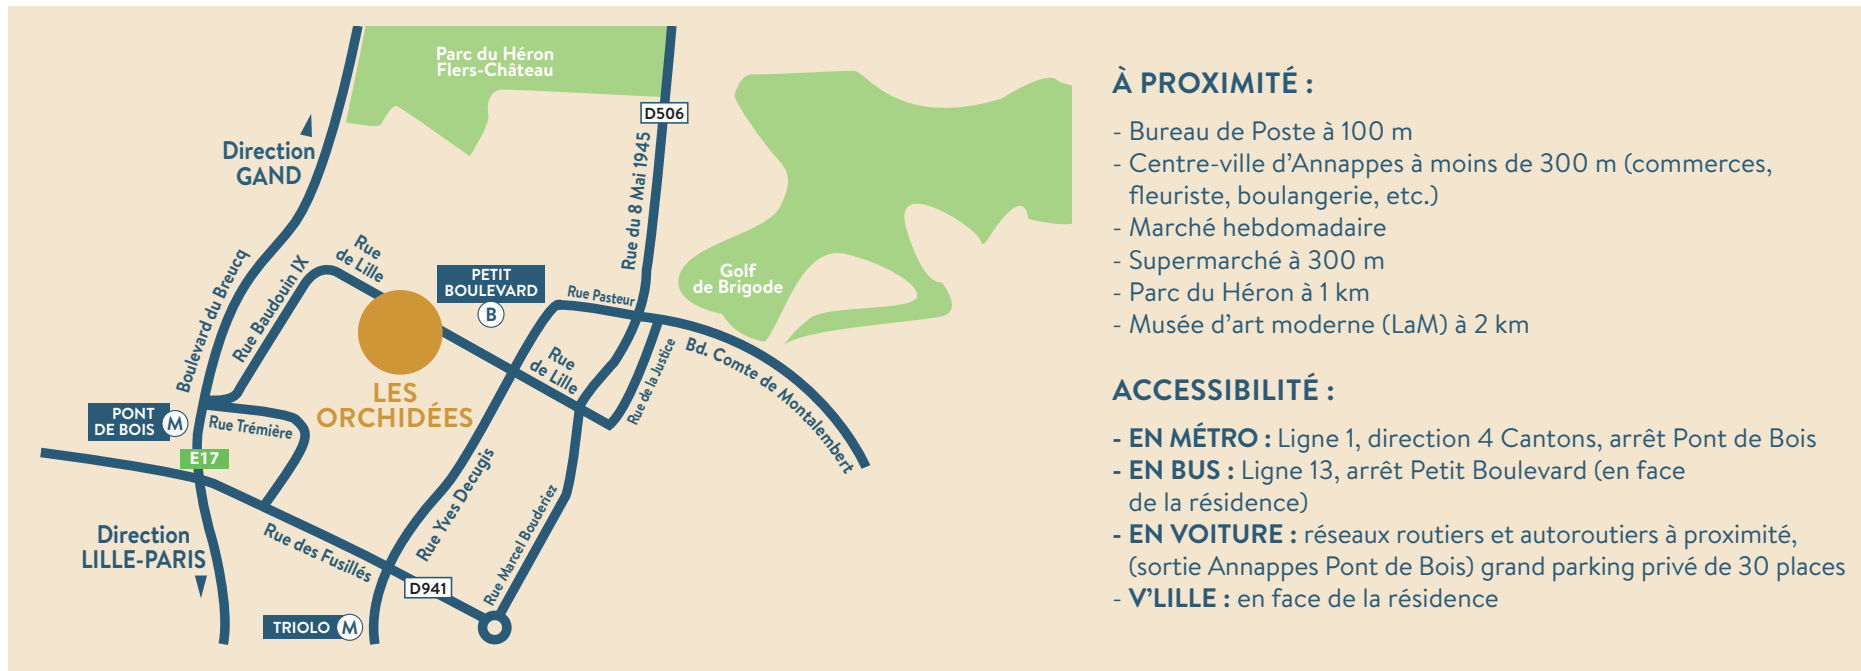 Parc du Héron
Flers-Château
D506
Direction
GAND
Rue du 8 Mai 1945
Boulevard du Breucq
Rue Baudouin IX
Rue
de Lille
PETIT
BOULEVARD
B
Rue Pasteur
Golf
de Brigode
Rue
de Lille
Rue de la Justice
Bd. Comte de Montalembert
LES
ORCHIDÉES
PONT
DE BOIS
M
Rue Trémière
E17
Rue Yves Decugis
Rue Marcel Bouderiez
Direction
LILLE-PARIS
Rue des Fusillés
D941
TRIOLO
M
À PROXIMITÉ :
- Bureau de Poste à 100 m
- Centre-ville d’Annappes à moins de 300 m (commerces,
fleuriste, boulangerie, etc.)
- Marché hebdomadaire
- Supermarché à 300 m
- Parc du Héron à 1 km
- Musée d’art moderne (LaM) à 2 km
ACCESSIBILITÉ :
- EN MÉTRO : Ligne 1, direction 4 Cantons, arrêt Pont de Bois
- EN BUS : Ligne 13, arrêt Petit Boulevard (en face
de la résidence)
- EN VOITURE : réseaux routiers et autoroutiers à proximité,
(sortie Annappes Pont de Bois) grand parking privé de 30 places
- V’LILLE : en face de la résidence